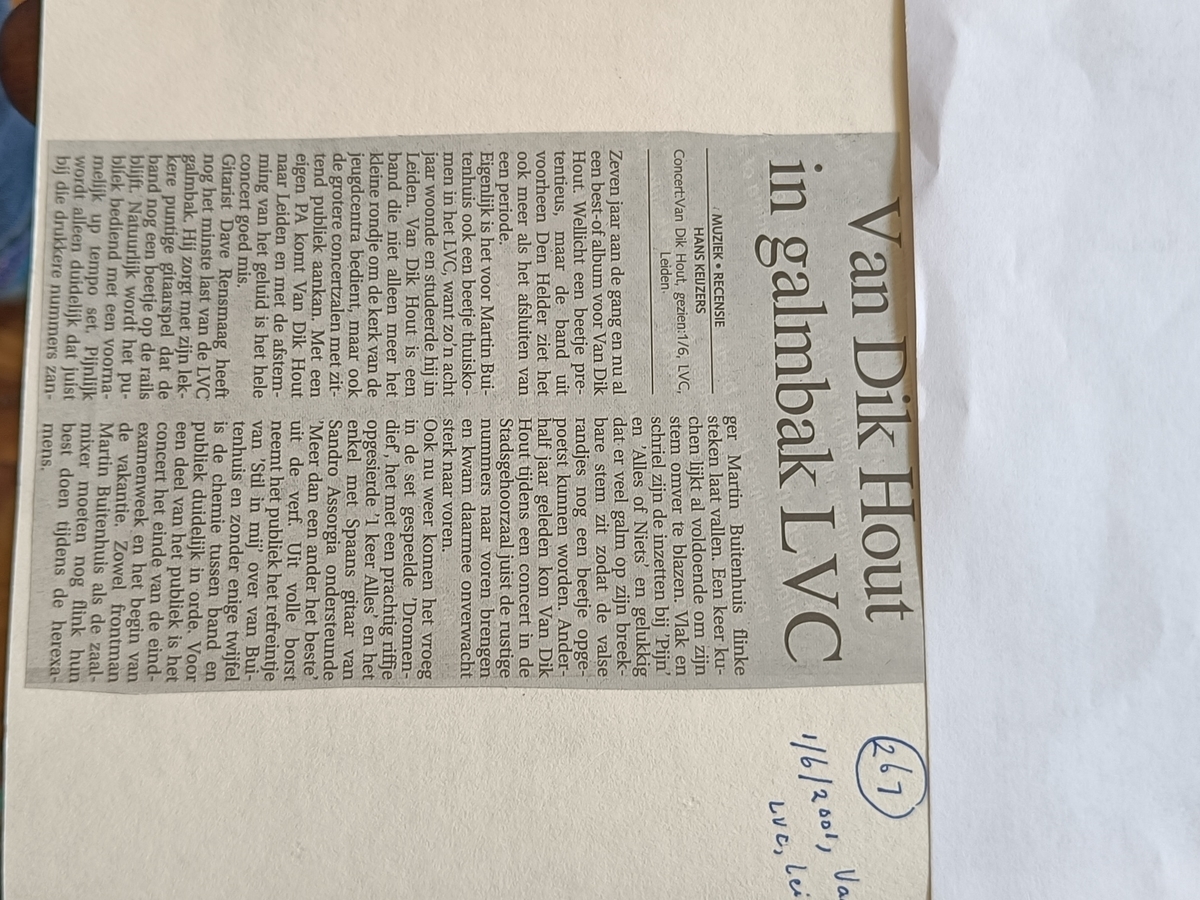 Van Dik Hout
in galmbak LVC
MUZIEK • RECENSIE
HANS KEIJZERS
Concert:Van Dik Hout, gezien:1/6, LVC,
Leiden.
Zeven jaar aan de gang en nu al
een best-of album voor Van Dik
Hout. Wellicht een beetje pre-
tentieus, maar de band uit
voorheen Den Helder ziet het
ook meer als het afsluiten van
een periode.
Eigenlijk is het voor Martin Bui-
tenhuis ook een beetje thuisko-
men in het LVC, want zo'n acht
jaar woonde en studeerde hij in
Leiden. Van Dik Hout is een
band die niet alleen meer het
kleine rondje om de kerk van de
jeugdcentra bedient, maar ook
de grotere concertzalen met zit-
tend publiek aankan. Met een
eigen PA komt Van Dik Hout
naar Leiden en met de afstem-
ming van het geluid is het hele
concert goed mis.
Gitarist Dave Rensmaag heeft
nog het minste last van de LVC
galmbak. Hij zorgt met zijn lek-
kere puntige gitaarspel dat de
band nog een beetje op de rails
blijft. Natuurlijk wordt het pu-
bliek bediend met een voorna-
melijk up tempo set. Pijnlijk
wordt alleen duidelijk dat juist
bij die drukkere nummers zan-
ger Martin Buitenhuis flinke
steken laat vallen. Een keer ku-
chen lijkt al voldoende om zijn
stem omver te blazen. Vlak en
schriel zijn de inzetten bij 'Pijn'
en 'Alles of Niets' en gelukkig
dat er veel galm op zijn breek-
bare stem zit zodat de valse
randjes nog een beetje opge-
poetst kunnen worden. Ander-
half jaar geleden kon Van Dik
Hout tijdens een concert in de
Stadsgehoorzaal juist de rustige
nummers naar voren brengen
en kwam daarmee onverwacht
sterk naar voren.
Ook nu weer komen het vroeg
in de set gespeelde 'Dromen-
dief', het met een prachtig riffje
opgesierde '1 keer Alles' en het
enkel met Spaans gitaar van
Sandro Assorgia ondersteunde
'Meer dan een ander het beste'
uit de verf. Uit volle borst
neemt het publiek het refreintje
van 'Stil in mij' over van Bui-
tenhuis en zonder enige twijfel
is de chemie tussen band en
publiek duidelijk in orde. Voor
een deel van het publiek is het
concert het einde van de eind-
examenweek en het begin van
de vakantie. Zowel frontman
Martin Buitenhuis als de zaal-
mixer moeten nog flink hun
best doen tijdens de herexa-
mens.
267
1/6/2001, Va
LVC, Lei